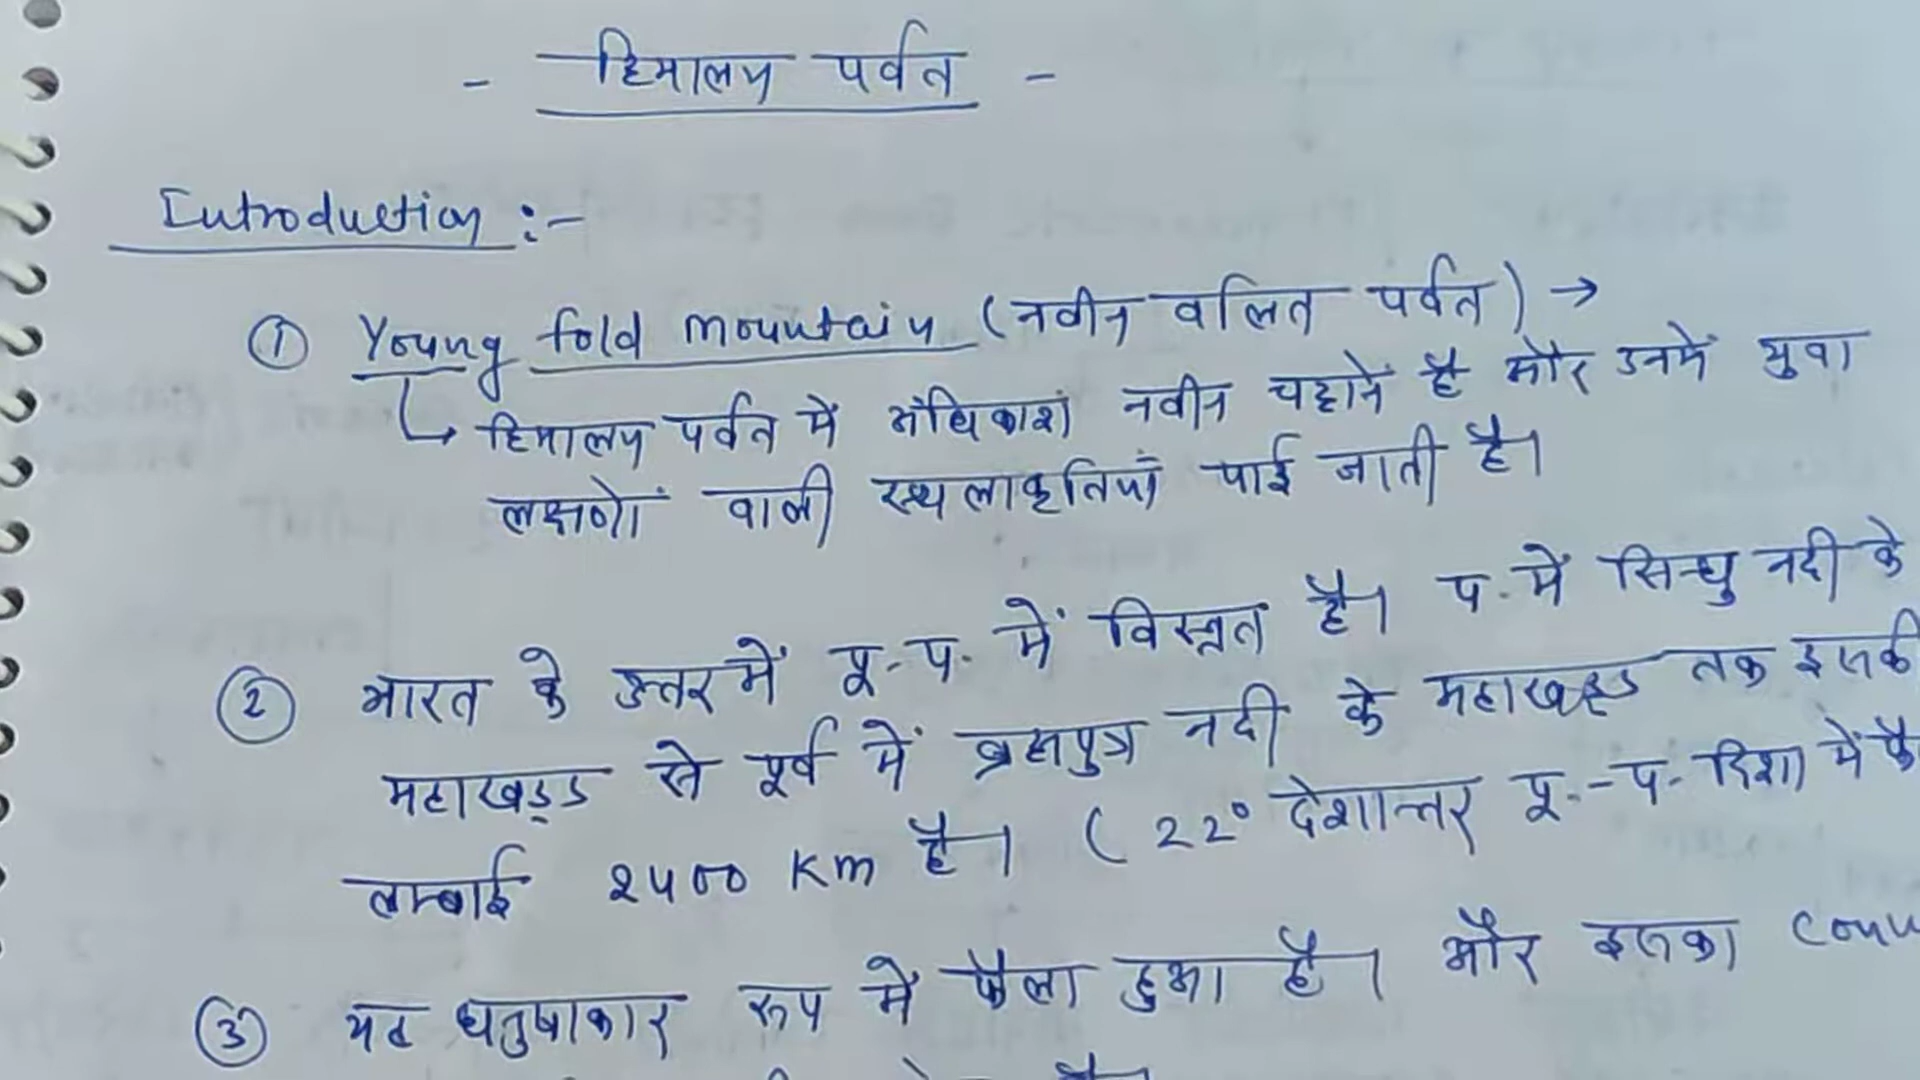 - हिमालय पर्वत -
Introduction :-
① Young fold mountain (नवीन वलित पर्वत) →
↳ हिमालय पर्वत में अधिकाशं नवीन चट्टानें है और उनमें युवा
लक्षणों वाली स्थलाकृतियाँ पाई जाती है।
② भारत के उत्तर में पू.-प. में विस्तृत है। प. में सिन्धु नदी के
महाखड्ड से पूर्व में ब्रह्मपुत्र नदी के महाखड्ड तक इसकी
लम्बाई 2400 Km है। ( 22° देशान्तर पू.-प. दिशा में
③ यह धनुषाकार रूप में फैला हुआ है। और इसका